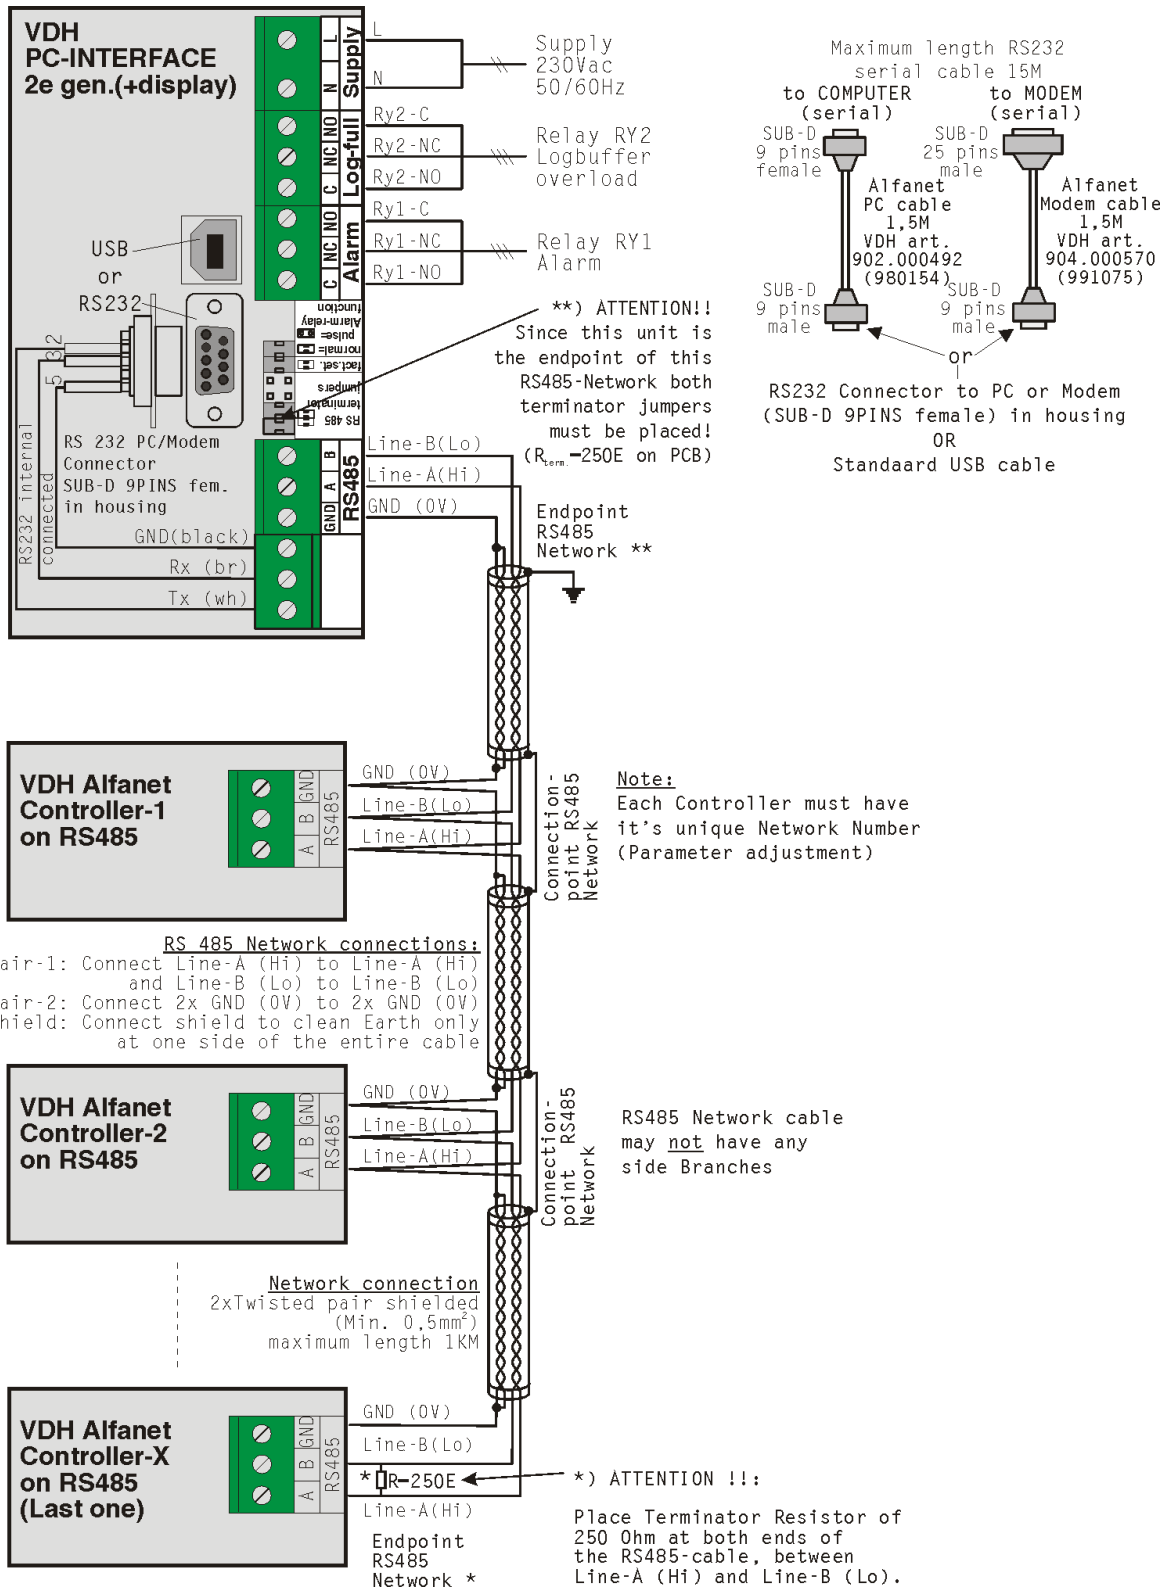 VDH
PC-INTERFACE
2e gen.(+display)
L
N
Supply
L
N
Supply
230Vac
50/60Hz
C NC NO
Log-full
Ry2-C
Ry2-NC
Ry2-NO
Relay RY2
Logbuffer
overload
C NC NO
Alarm
Ry1-C
Ry1-NC
Ry1-NO
Relay RY1
Alarm
USB
or
RS232
2
3
5
Alarm-relay
function
pulse=
normal=
fact.set.
RS 485
terminator
jumpers
**) ATTENTION!!
Since this unit is
the endpoint of this
RS485-Network both
terminator jumpers
must be placed!
(Rterm.-250E on PCB)
RS 232 PC/Modem
Connector
SUB-D 9PINS fem.
in housing
RS232 internal
connected
GND A B
RS485
Line-B(Lo)
Line-A(Hi)
GND (0V)
GND(black)
Rx (br)
Tx (wh)
Endpoint
RS485
Network **
Maximum length RS232
serial cable 15M
to COMPUTER
(serial)
to MODEM
(serial)
SUB-D
9 pins
female
SUB-D
25 pins
male
Alfanet
PC cable
1,5M
VDH art.
902.000492
(980154)
Alfanet
Modem cable
1,5M
VDH art.
904.000570
(991075)
SUB-D
9 pins
male
SUB-D
9 pins
male
or
RS232 Connector to PC or Modem
(SUB-D 9PINS female) in housing
OR
Standaard USB cable
VDH Alfanet
Controller-1
on RS485
A B GND
RS485
GND (0V)
Line-B(Lo)
Line-A(Hi)
Connection-
point RS485
Network
Note:
Each Controller must have
it's unique Network Number
(Parameter adjustment)
RS 485 Network connections:
air-1: Connect Line-A (Hi) to Line-A (Hi)
and Line-B (Lo) to Line-B (Lo)
air-2: Connect 2x GND (0V) to 2x GND (0V)
hield: Connect shield to clean Earth only
at one side of the entire cable
VDH Alfanet
Controller-2
on RS485
A B GND
RS485
GND (0V)
Line-B(Lo)
Line-A(Hi)
Connection-
point RS485
Network
RS485 Network cable
may not have any
side Branches
Network connection
2xTwisted pair shielded
(Min. 0,5mm²)
maximum length 1KM
VDH Alfanet
Controller-X
on RS485
(Last one)
A B GND
RS485
GND (0V)
Line-B(Lo)
* R-250E
Line-A(Hi)
Endpoint
RS485
Network *
*) ATTENTION !!:
Place Terminator Resistor of
250 Ohm at both ends of
the RS485-cable, between
Line-A (Hi) and Line-B (Lo).